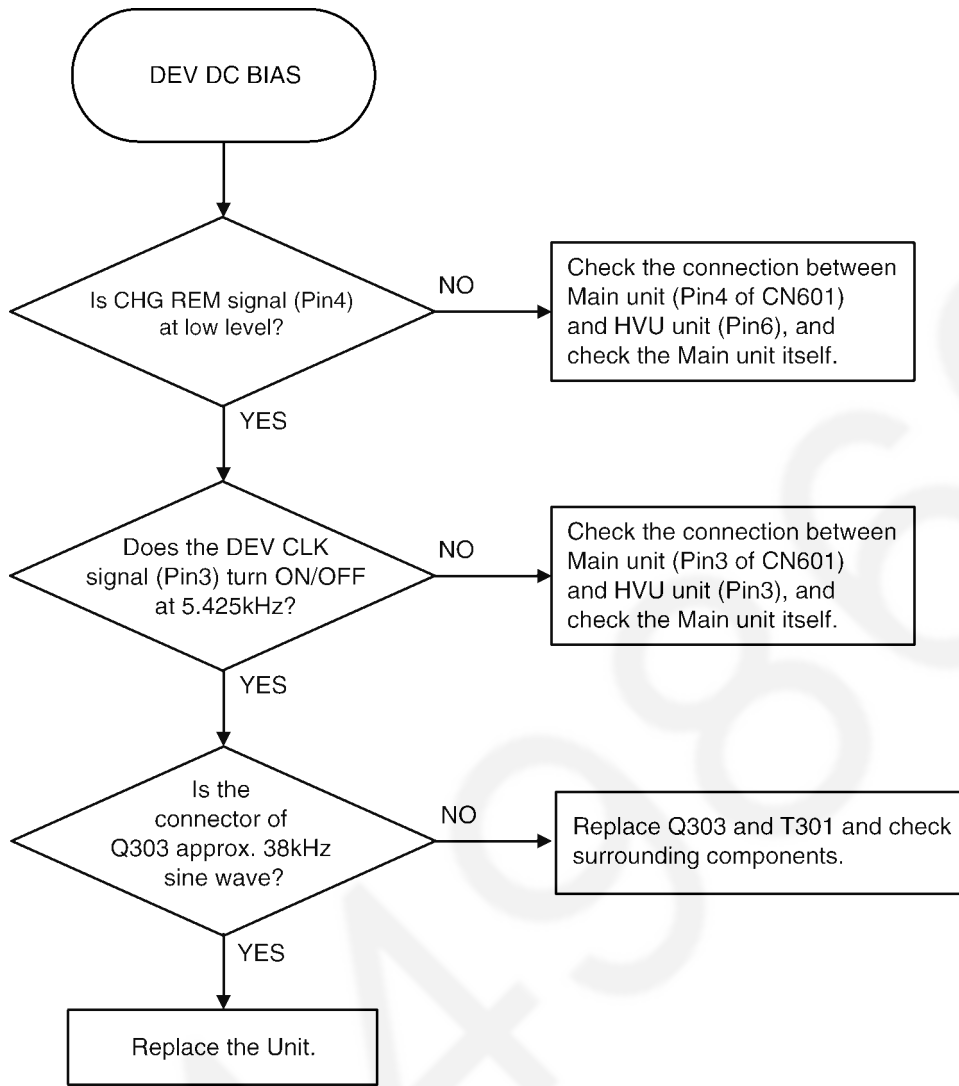 DEV DC BIAS
Is CHG REM signal (Pin4)
at low level?
NO
Check the connection between
Main unit (Pin4 of CN601)
and HVU unit (Pin6), and
check the Main unit itself.
YES
Does the DEV CLK
signal (Pin3) turn ON/OFF
at 5.425kHz?
NO
Check the connection between
Main unit (Pin3 of CN601)
and HVU unit (Pin3), and
check the Main unit itself.
YES
Is the
connector of
Q303 approx. 38kHz
sine wave?
NO
Replace Q303 and T301 and check
surrounding components.
YES
Replace the Unit.